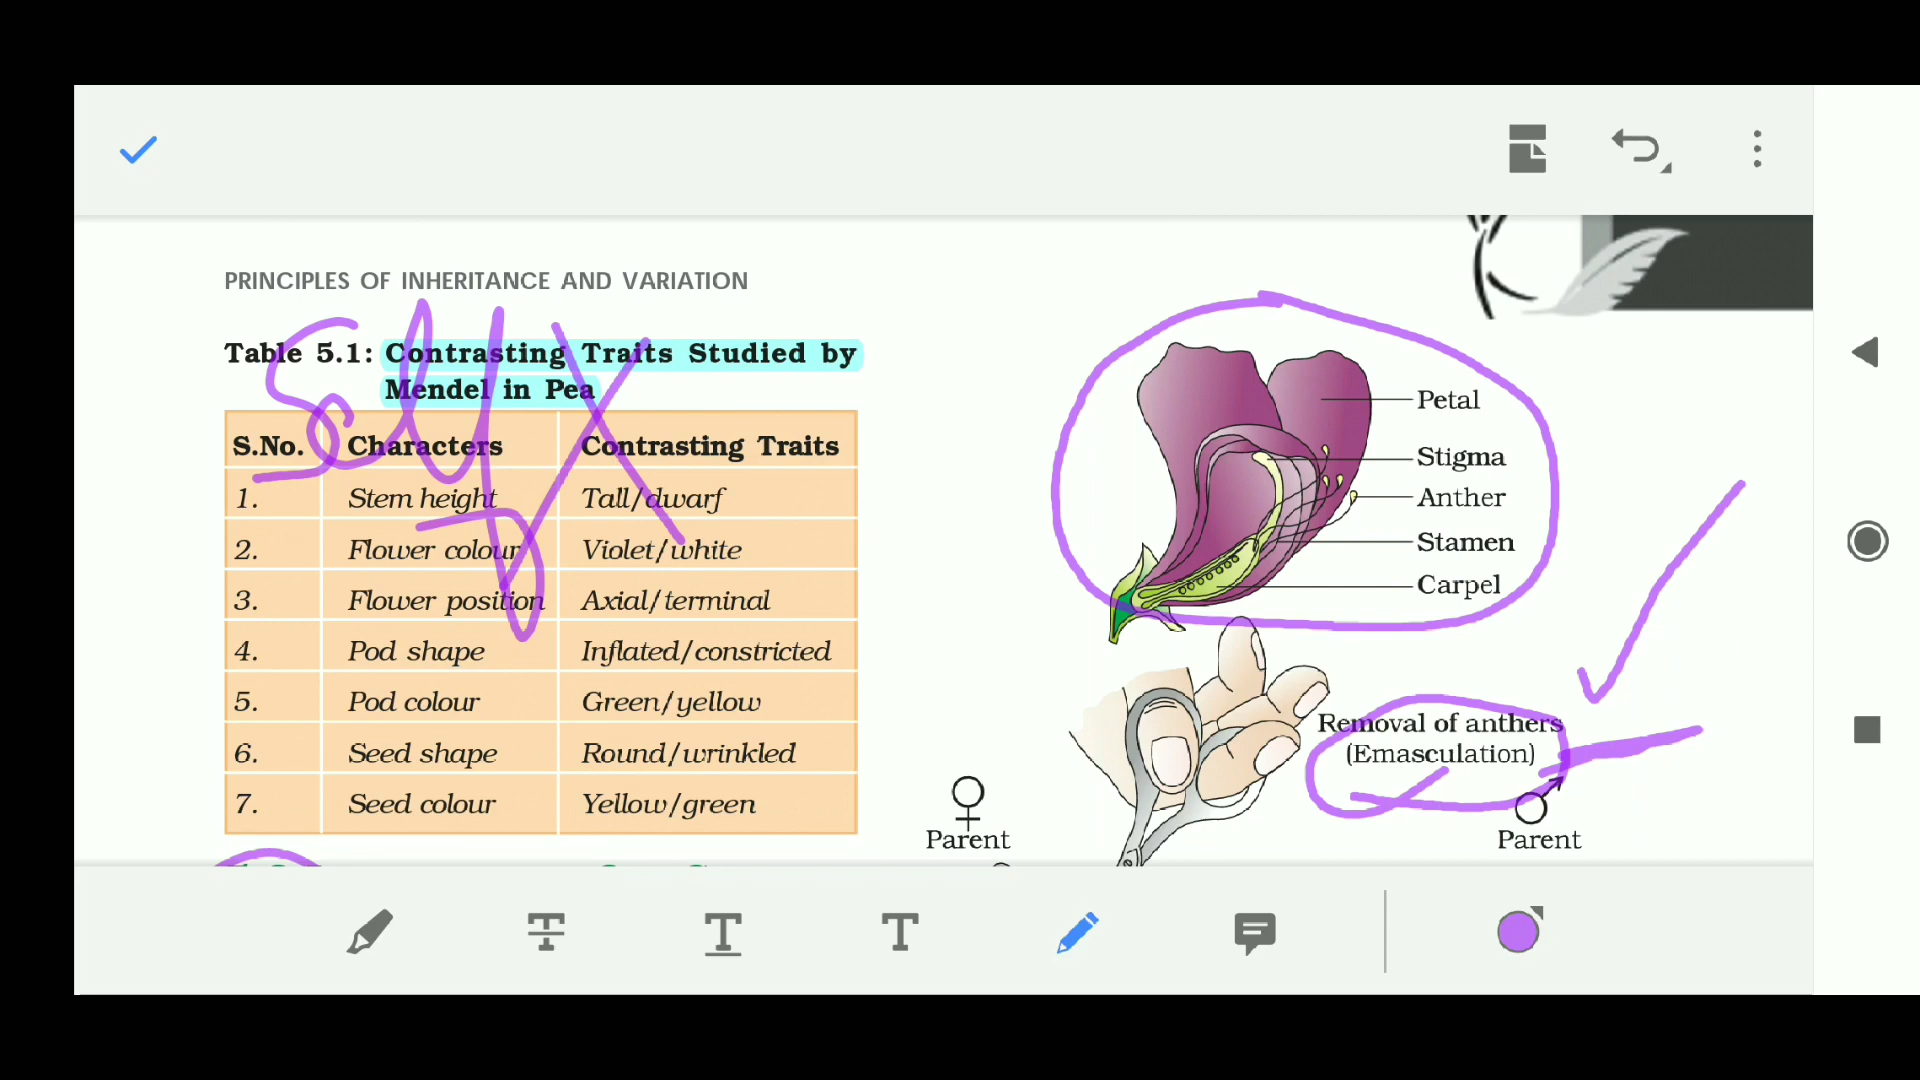 PRINCIPLES OF INHERITANCE AND VARIATION
Table 5.1: Contrasting Traits Studied by
Mendel in Pea
S.No. Characters Contrasting Traits
1. Stem height Tall/dwarf
2. Flower colour Violet/white
3. Flower position Axial/terminal
4. Pod shape Inflated/constricted
5. Pod colour Green/yellow
6. Seed shape Round/wrinkled
7. Seed colour Yellow/green
Self
Petal
Stigma
Anther
Stamen
Carpel
Removal of anthers
(Emasculation)
♀
Parent
♂
Parent